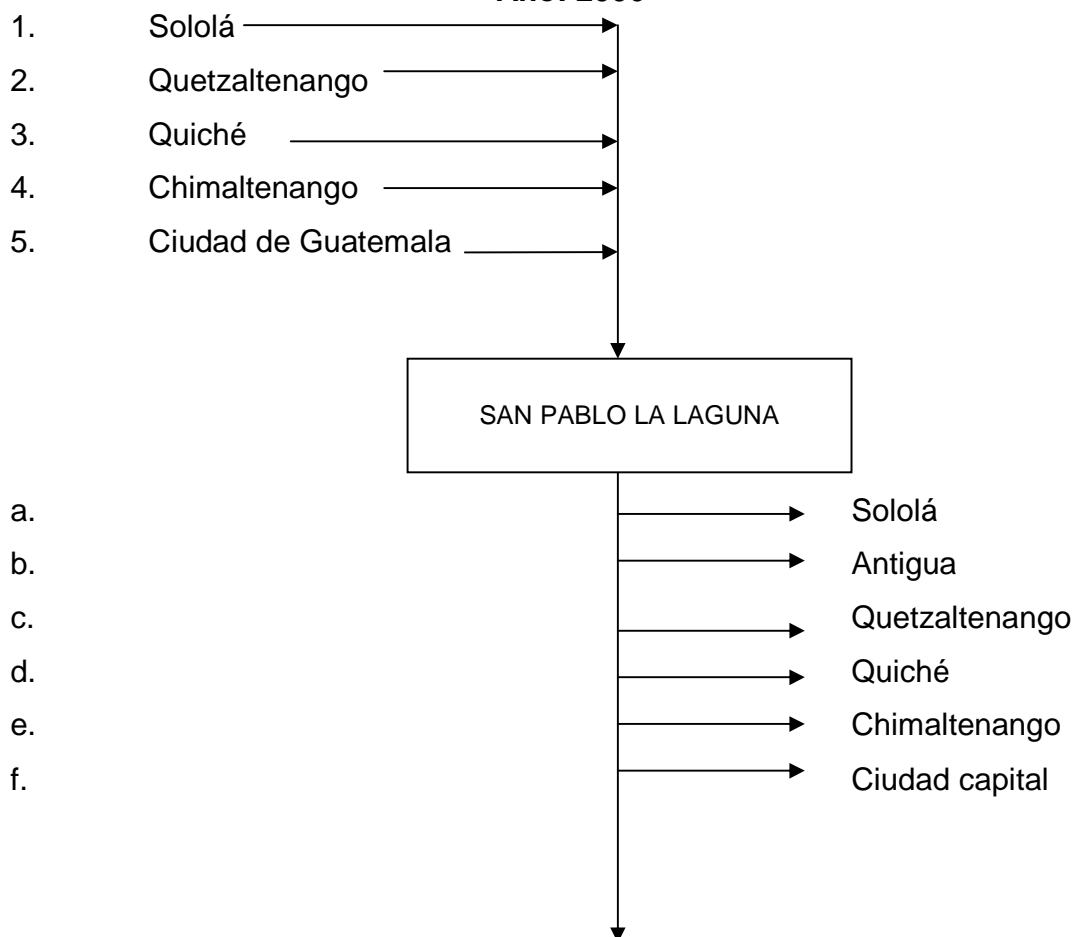 1. Sololá
2. Quetzaltenango
3. Quiché
4. Chimaltenango
5. Ciudad de Guatemala
SAN PABLO LA LAGUNA
a. Sololá
b. Antigua
c. Quetzaltenango
d. Quiché
e. Chimaltenango
f. Ciudad capital